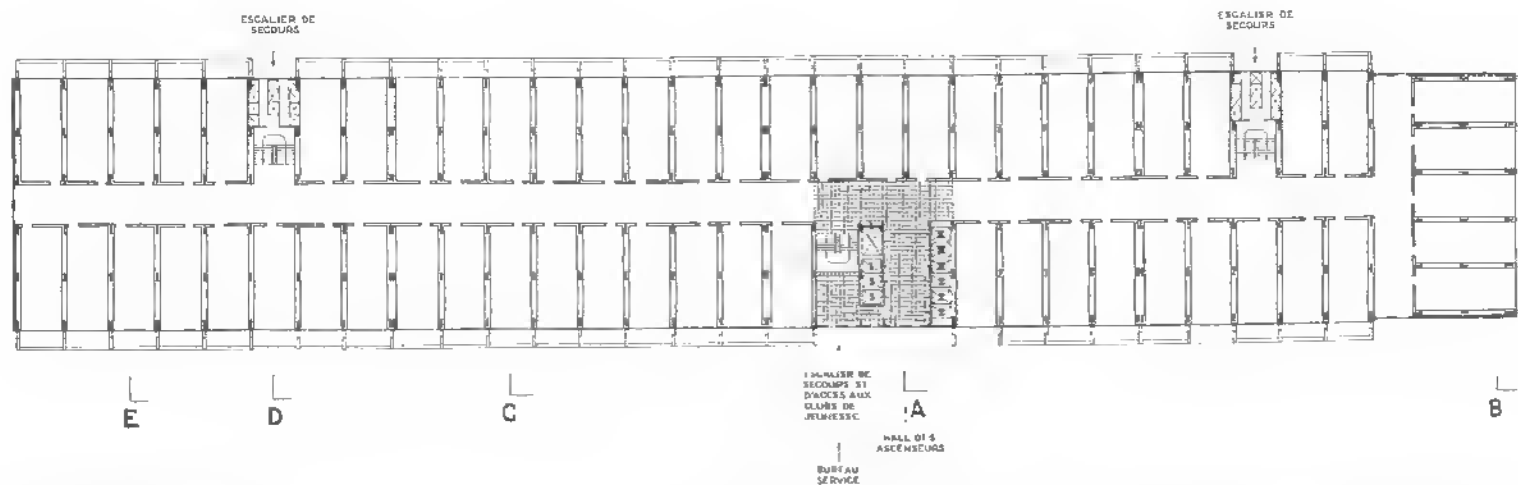 ESCALIER DE
SECOURS
ESCALIER DE
SECOURS
E
D
C
A
B
ESCALIER DE
SECOURS ET
D'ACCES AUX
CLUBS DE
JEUNESSE
HALL DES
ASCENSEURS
BUREAU
SERVICE